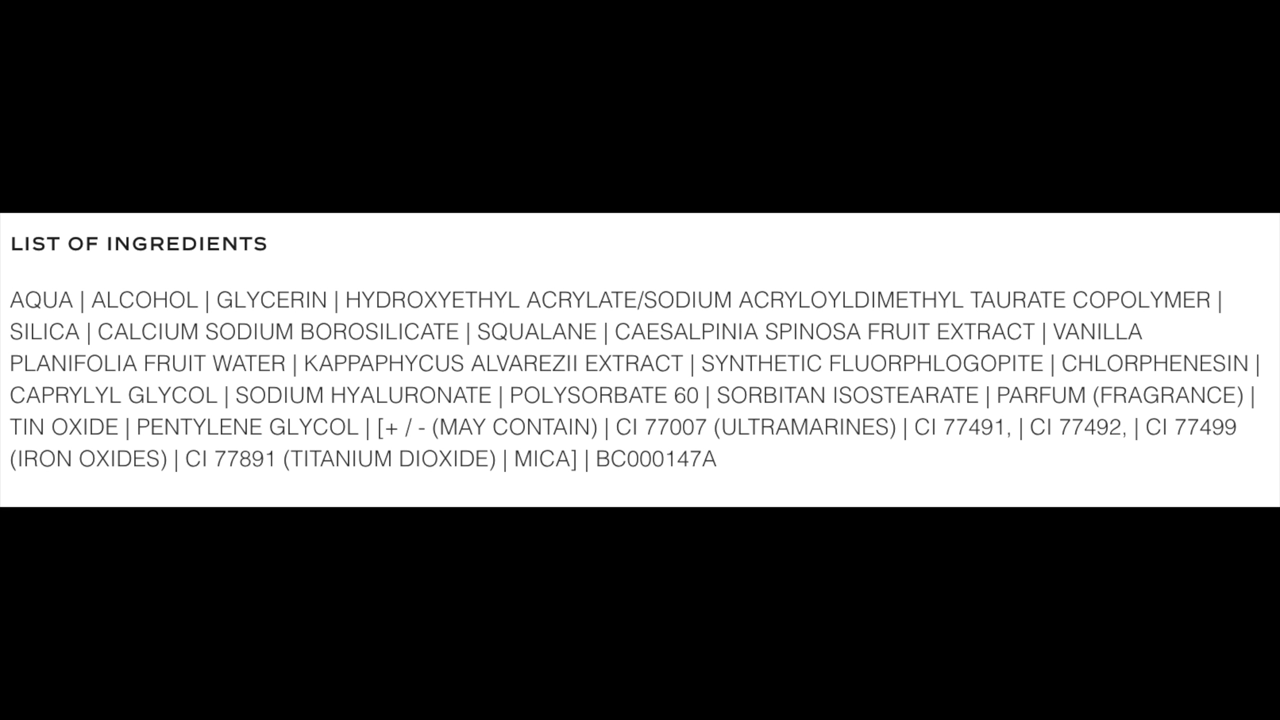 LIST OF INGREDIENTS
AQUA | ALCOHOL | GLYCERIN | HYDROXYETHYL ACRYLATE/SODIUM ACRYLOYLDIMETHYL TAURATE COPOLYMER |
SILICA | CALCIUM SODIUM BOROSILICATE | SQUALANE | CAESALPINIA SPINOSA FRUIT EXTRACT | VANILLA
PLANIFOLIA FRUIT WATER | KAPPAPHYCUS ALVAREZII EXTRACT | SYNTHETIC FLUORPHLOGOPITE | CHLORPHENESIN |
CAPRYLYL GLYCOL | SODIUM HYALURONATE | POLYSORBATE 60 | SORBITAN ISOSTEARATE | PARFUM (FRAGRANCE) |
TIN OXIDE | PENTYLENE GLYCOL | [+ / - (MAY CONTAIN) | CI 77007 (ULTRAMARINES) | CI 77491, | CI 77492, | CI 77499
(IRON OXIDES) | CI 77891 (TITANIUM DIOXIDE) | MICA] | BC000147A